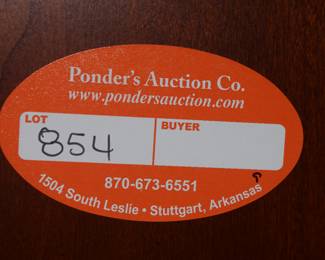 Ponder's Auction Co.
www.pondersauction.com
LOT BUYER
854
870-673-6551
1504 South Leslie • Stuttgart, Arkansas